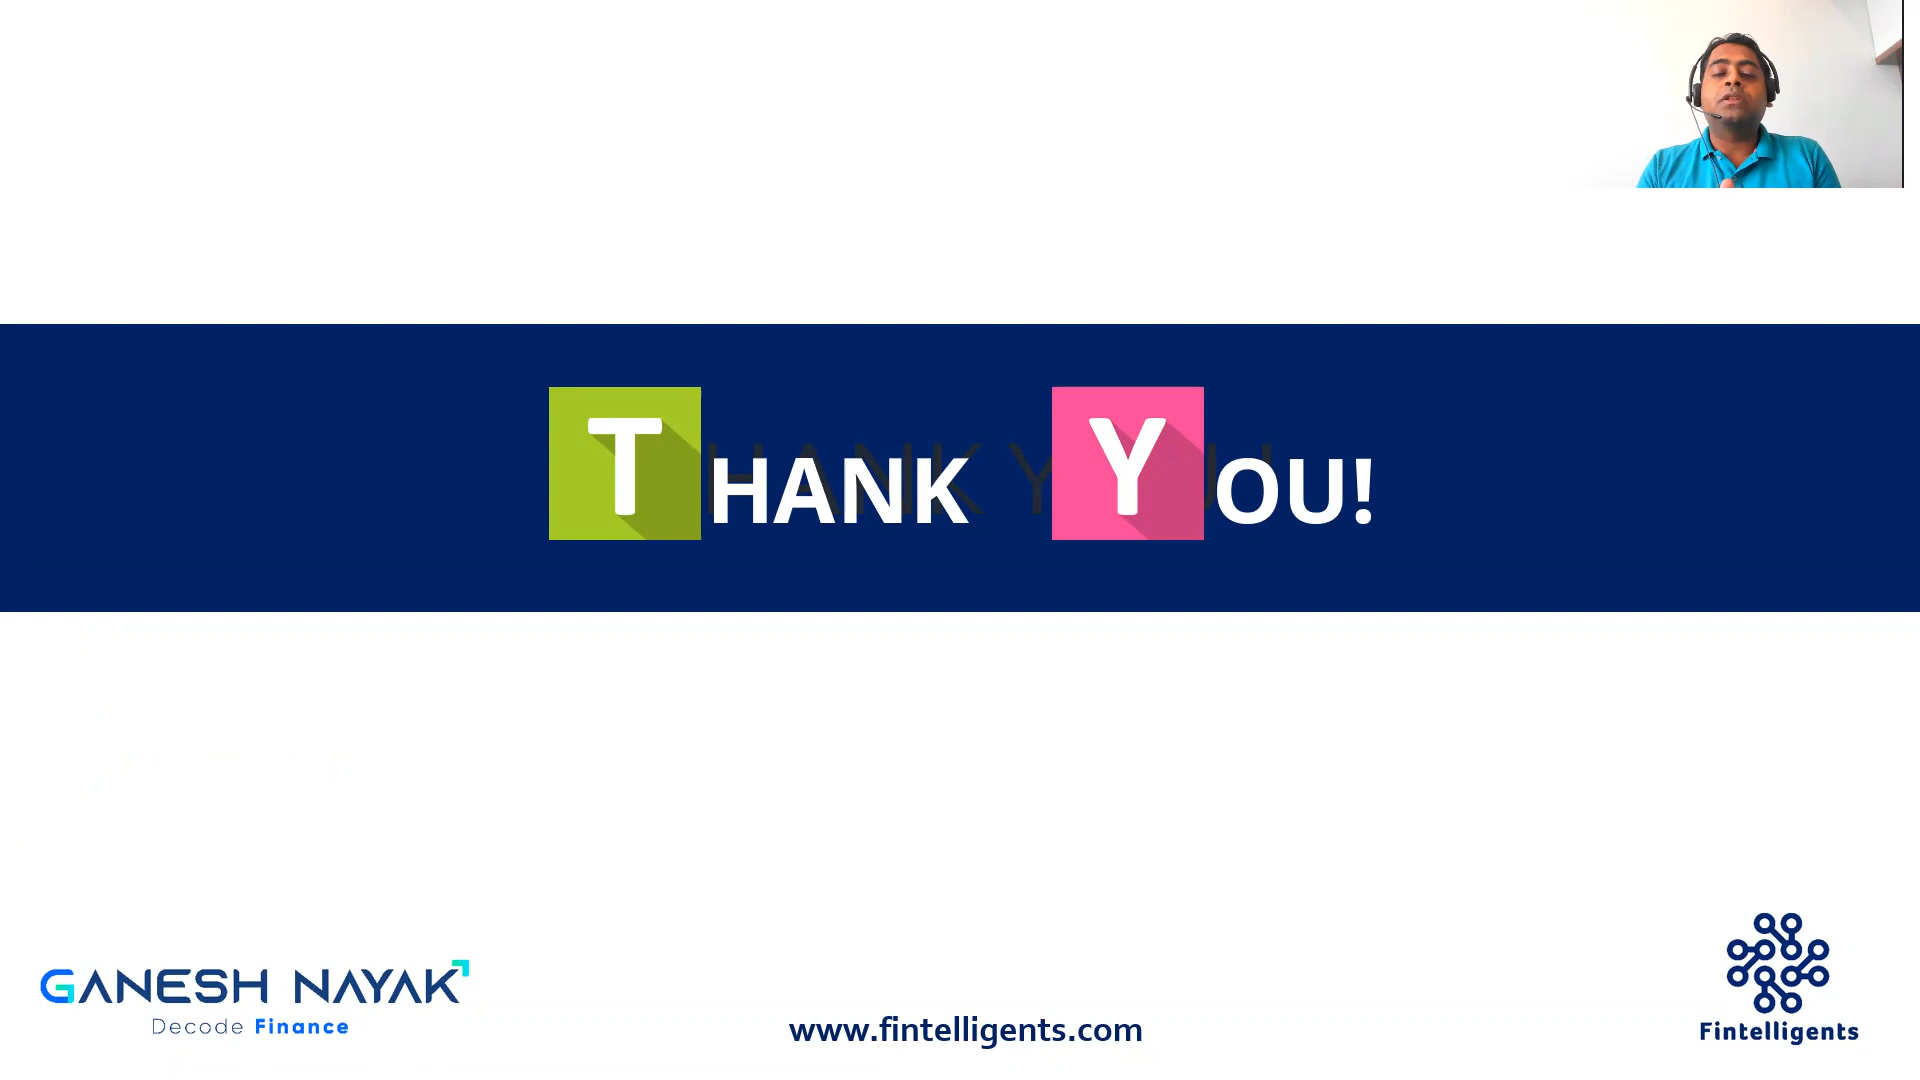 THANK YOU!
GANESH NAYAK
Decode Finance
www.fintelligents.com
Fintelligents